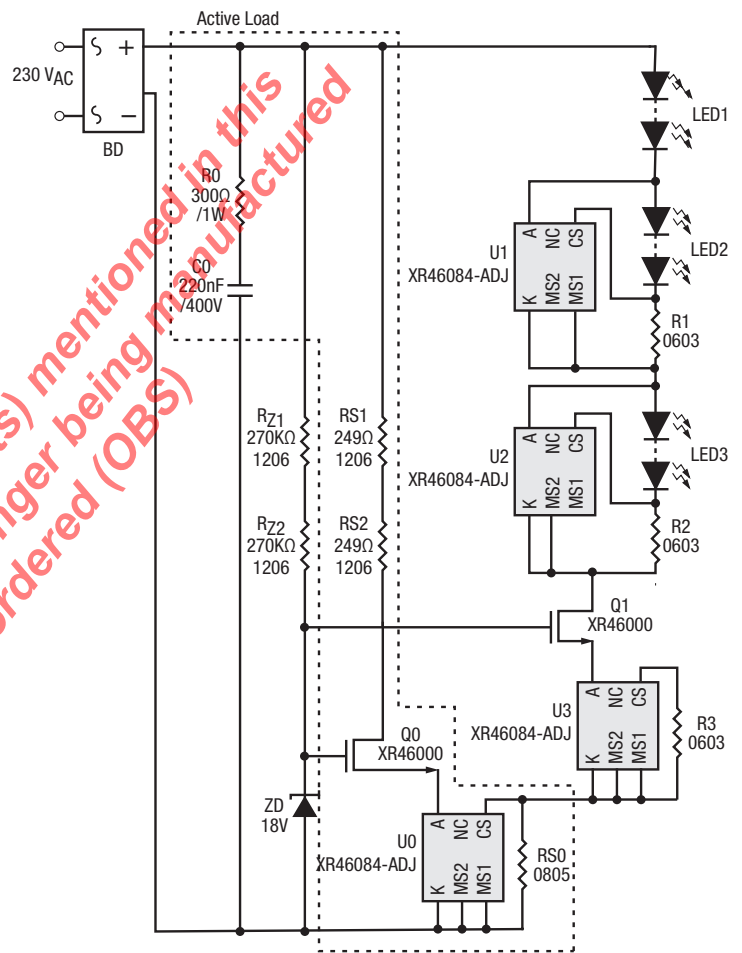 Active Load
230 VAC
BD
R0
300Ω
/1W
C0
220nF
/400V
LED1
LED2
LED3
U1
XR46084-ADJ
A
NC
CS
K
MS2
MS1
R1
0603
U2
XR46084-ADJ
A
NC
CS
K
MS2
MS1
R2
0603
RZ1
270KΩ
1206
RS1
249Ω
1206
RZ2
270KΩ
1206
RS2
249Ω
1206
Q1
XR46000
U3
XR46084-ADJ
A
NC
CS
K
MS2
MS1
R3
0603
Q0
XR46000
ZD
18V
U0
XR46084-ADJ
A
NC
CS
K
MS2
MS1
RS0
0805
ts) mentioned in this
nger being manufactured
ordered (OBS)